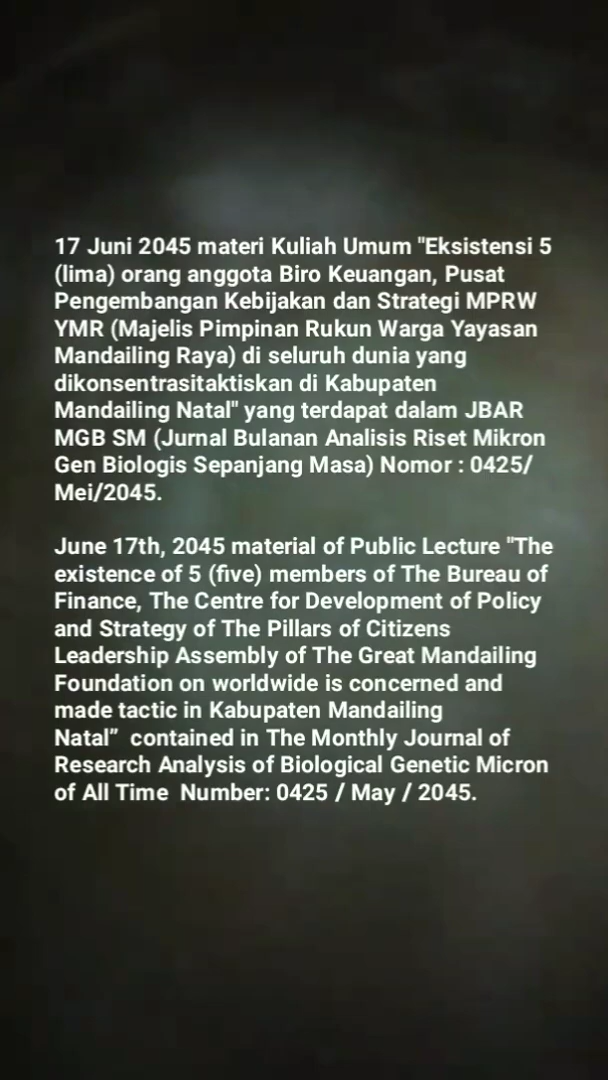 17 Juni 2045 materi Kuliah Umum "Eksistensi 5
(lima) orang anggota Biro Keuangan, Pusat
Pengembangan Kebijakan dan Strategi MPRW
YMR (Majelis Pimpinan Rukun Warga Yayasan
Mandailing Raya) di seluruh dunia yang
dikonsentrasitaktiskan di Kabupaten
Mandailing Natal" yang terdapat dalam JBAR
MGB SM (Jurnal Bulanan Analisis Riset Mikron
Gen Biologis Sepanjang Masa) Nomor : 0425/
Mei/2045.
June 17th, 2045 material of Public Lecture "The
existence of 5 (five) members of The Bureau of
Finance, The Centre for Development of Policy
and Strategy of The Pillars of Citizens
Leadership Assembly of The Great Mandailing
Foundation on worldwide is concerned and
made tactic in Kabupaten Mandailing
Natal”  contained in The Monthly Journal of
Research Analysis of Biological Genetic Micron
of All Time  Number: 0425 / May / 2045.